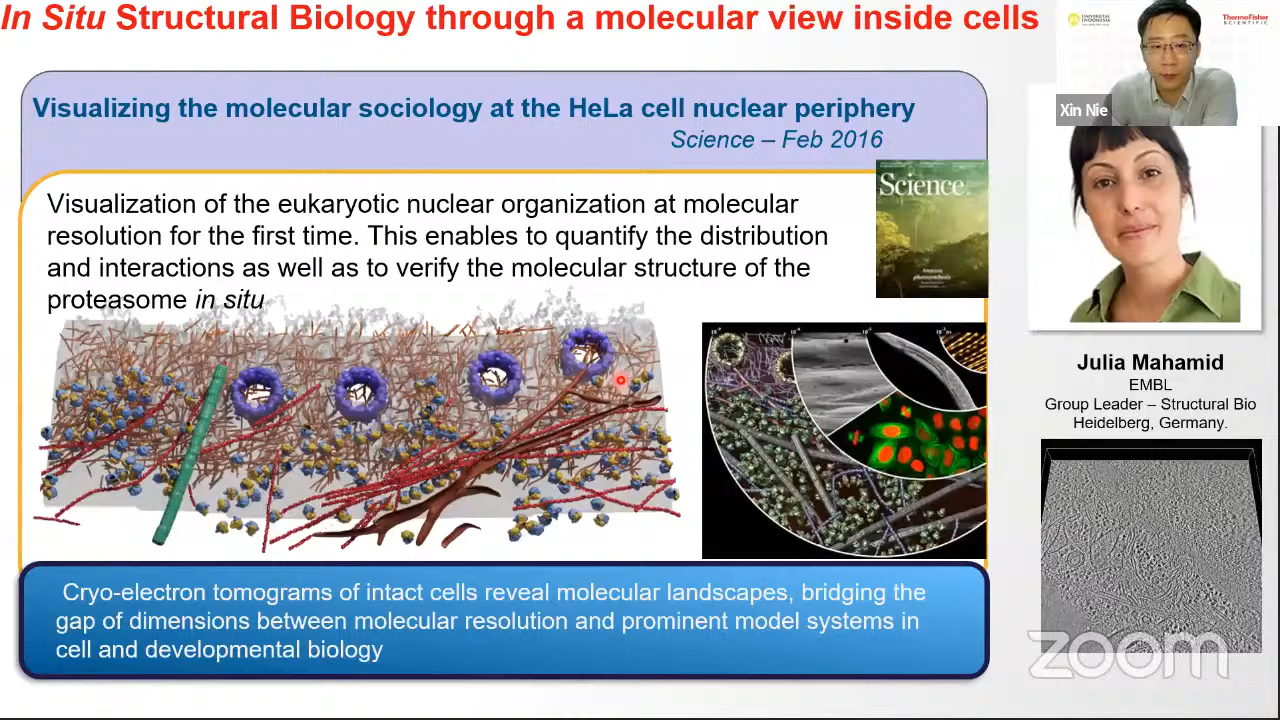 In Situ Structural Biology through a molecular view inside cells
UNIVERSITAS
INDONESIA
ThermoFisher
SCIENTIFIC
Xin Nie
Visualizing the molecular sociology at the HeLa cell nuclear periphery
Science – Feb 2016
Science
Amazon
photosynthesis
Visualization of the eukaryotic nuclear organization at molecular
resolution for the first time. This enables to quantify the distribution
and interactions as well as to verify the molecular structure of the
proteasome in situ
Julia Mahamid
EMBL
Group Leader – Structural Bio
Heidelberg, Germany.
Cryo-electron tomograms of intact cells reveal molecular landscapes, bridging the
gap of dimensions between molecular resolution and prominent model systems in
cell and developmental biology
zoom